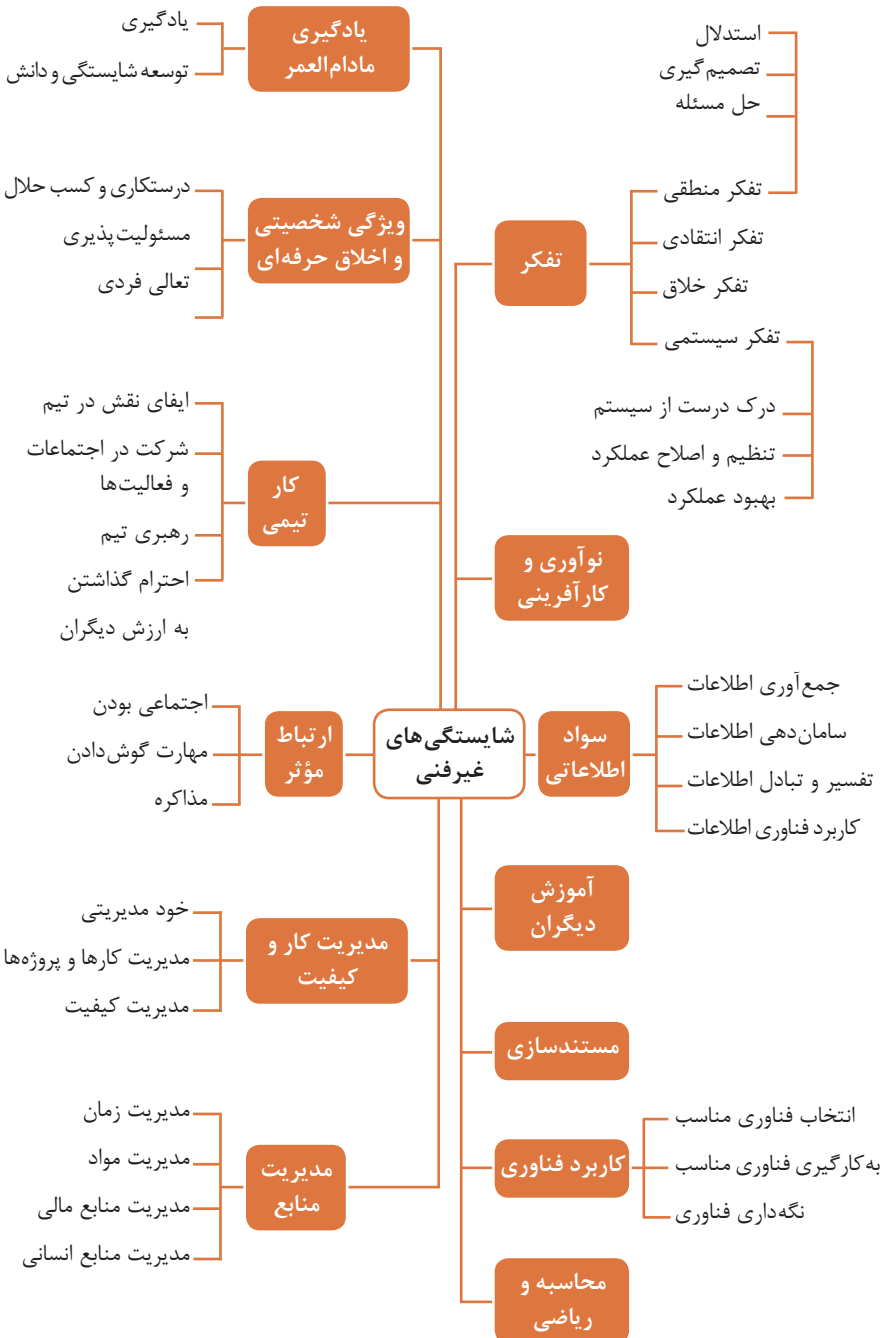 شایستگی‌های
غیرفنی
تفکر
استدلال
تصمیم‌گیری
حل مسئله
تفکر منطقی
تفکر انتقادی
تفکر خلاق
تفکر سیستمی
درک درست از سیستم
تنظیم و اصلاح عملکرد
بهبود عملکرد
نوآوری و
کارآفرینی
سواد
اطلاعاتی
جمع‌آوری اطلاعات
سامان‌دهی اطلاعات
تفسیر و تبادل اطلاعات
کاربرد فناوری اطلاعات
آموزش
دیگران
مستندسازی
کاربرد فناوری
انتخاب فناوری مناسب
به‌کارگیری فناوری مناسب
نگه‌داری فناوری
محاسبه و
ریاضی
یادگیری
مادام‌العمر
یادگیری
توسعه شایستگی و دانش
ویژگی شخصیتی
و اخلاق حرفه‌ای
درستکاری و کسب حلال
مسئولیت‌پذیری
تعالی فردی
کار
تیمی
ایفای نقش در تیم
شرکت در اجتماعات
و فعالیت‌ها
رهبری تیم
احترام گذاشتن
به ارزش دیگران
ارتباط
مؤثر
اجتماعی بودن
مهارت گوش‌دادن
مذاکره
مدیریت کار و
کیفیت
خود مدیریتی
مدیریت کارها و پروژه‌ها
مدیریت کیفیت
مدیریت
منابع
مدیریت زمان
مدیریت مواد
مدیریت منابع مالی
مدیریت منابع انسانی